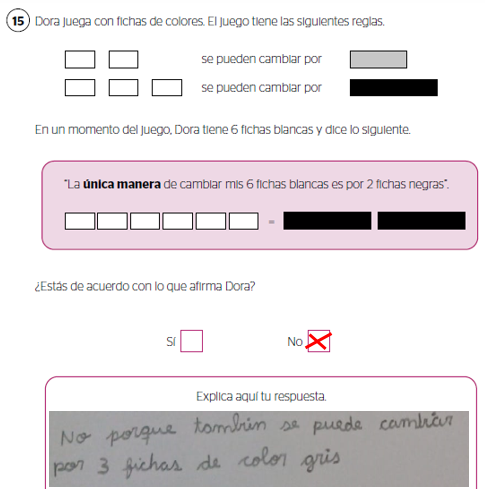 15 Dora juega con fichas de colores. El juego tiene las siguientes reglas.
se pueden cambiar por
se pueden cambiar por
En un momento del juego, Dora tiene 6 fichas blancas y dice lo siguiente.
"La única manera de cambiar mis 6 fichas blancas es por 2 fichas negras".
=
¿Estás de acuerdo con lo que afirma Dora?
Sí No
Explica aquí tu respuesta.
No porque tambin se puede cambiar
por 3 fichas de color gris